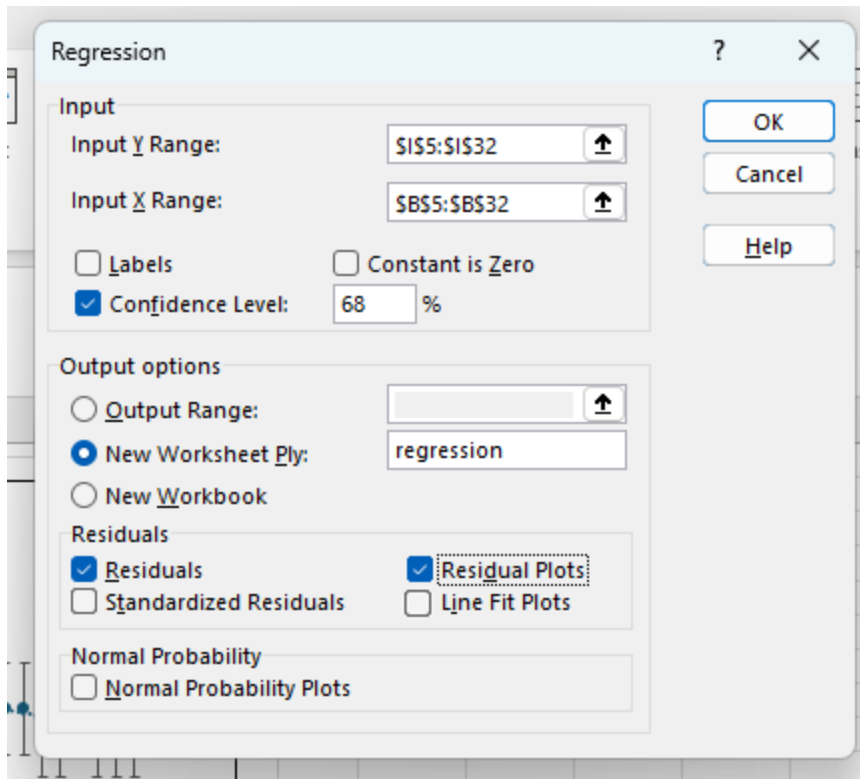 Regression ?
Input
OK
Input Y Range: $I$5:$I$32
Cancel
Input X Range: $B$5:$B$32
Help
Labels Constant is Zero
Confidence Level: 68 %
Output options
Output Range:
New Worksheet Ply: regression
New Workbook
Residuals
Residuals Residual Plots
Standardized Residuals Line Fit Plots
Normal Probability
Normal Probability Plots